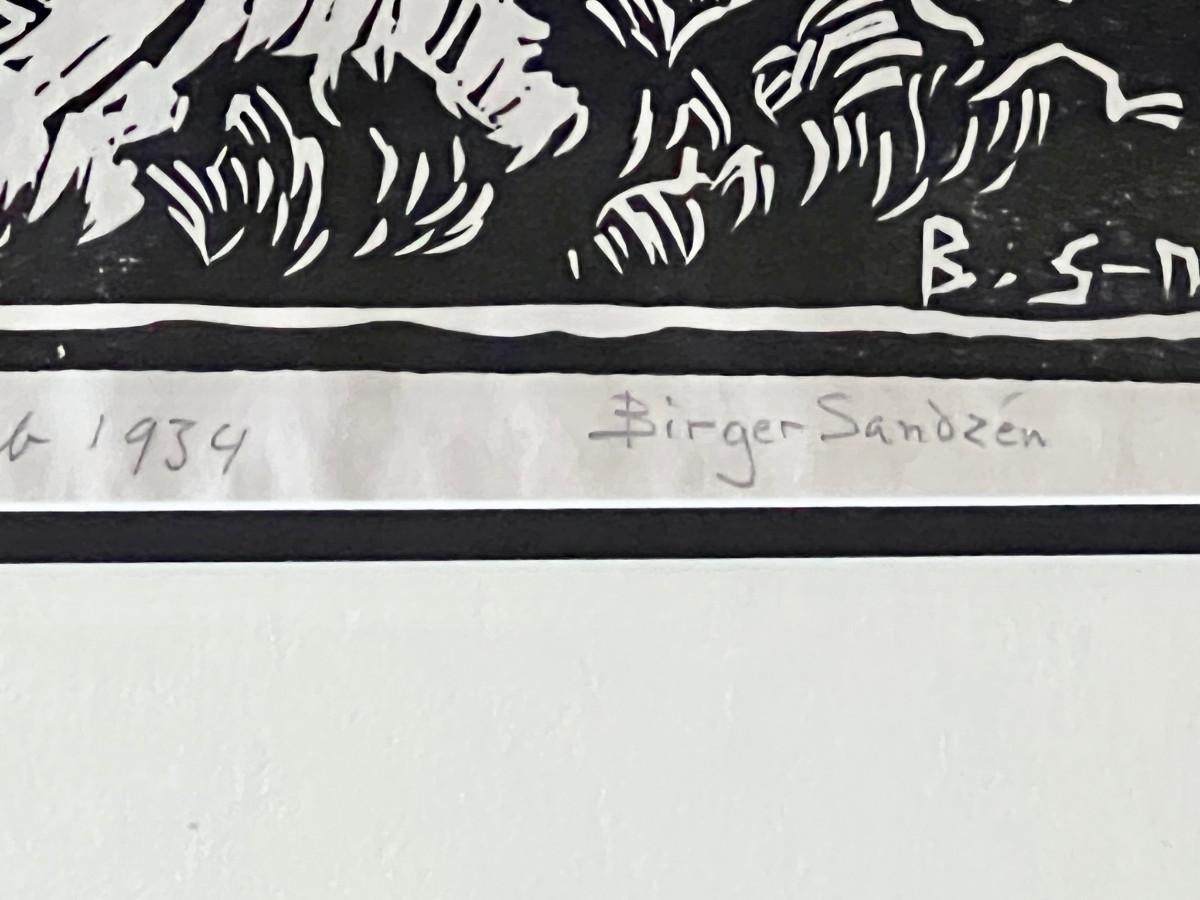 B. S-n
b 1934 Birger Sandzén